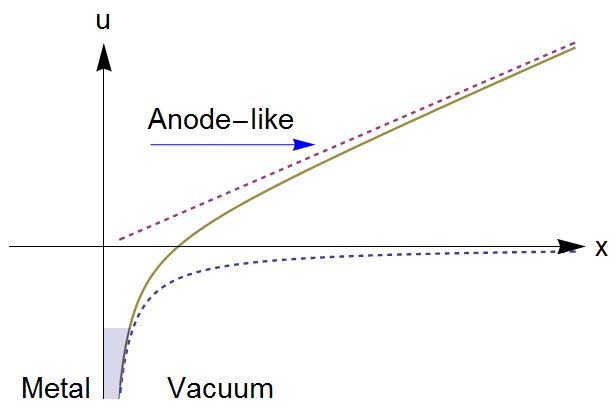 u
Anode−like
x
Metal
Vacuum